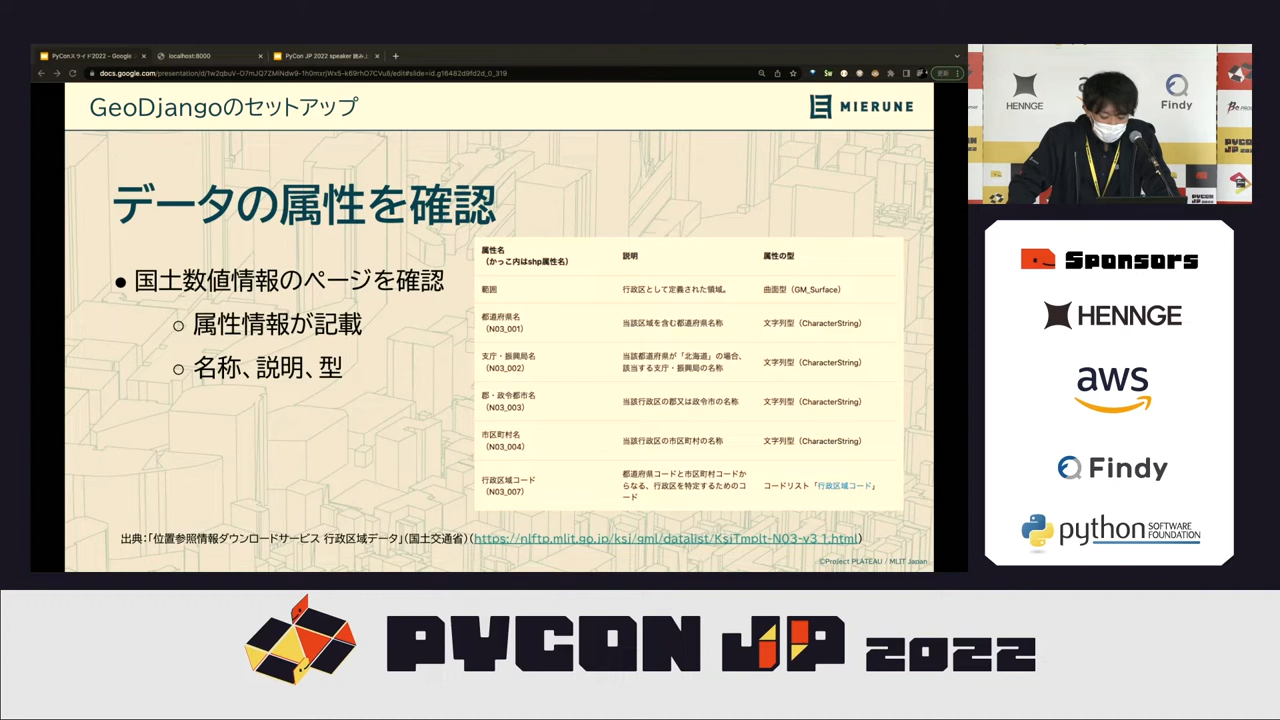 PyConスライド2022 - Google
localhost:8000
PyCon JP 2022 speaker 読み上
更新
GeoDjangoのセットアップ
MIERUNE
データの属性を確認
● 国土数値情報のページを確認
○ 属性情報が記載
○ 名称、説明、型
属性名 説明 属性の型
(かっこ内はshp属性名)
範囲 行政区として定義された領域。 曲面型(GM_Surface)
都道府県名 当該区域を含む都道府県名称 文字列型(CharacterString)
(N03_001)
支庁・振興局名 当該都道府県が「北海道」の場合、 文字列型(CharacterString)
(N03_002) 該当する支庁・振興局の名称
郡・政令都市名 当該行政区の郡又は政令市の名称 文字列型(CharacterString)
(N03_003)
市区町村名 当該行政区の市区町村の名称 文字列型(CharacterString)
(N03_004)
行政区域コード 都道府県コードと市区町村コードか コードリスト「行政区域コード」
(N03_007) らなる、行政区を特定するためのコ
ード
出典:「位置参照情報ダウンロードサービス 行政区域データ」(国土交通省)(https://nlftp.mlit.go.jp/ksj/gml/datalist/KsjTmplt-N03-v3_1.html)
©Project PLATEAU / MLIT Japan
HENNGE
Findy
PYCON
JP 2022
Sponsors
HENNGE
aws
Findy
python SOFTWARE
FOUNDATION
PYCON JP 2022